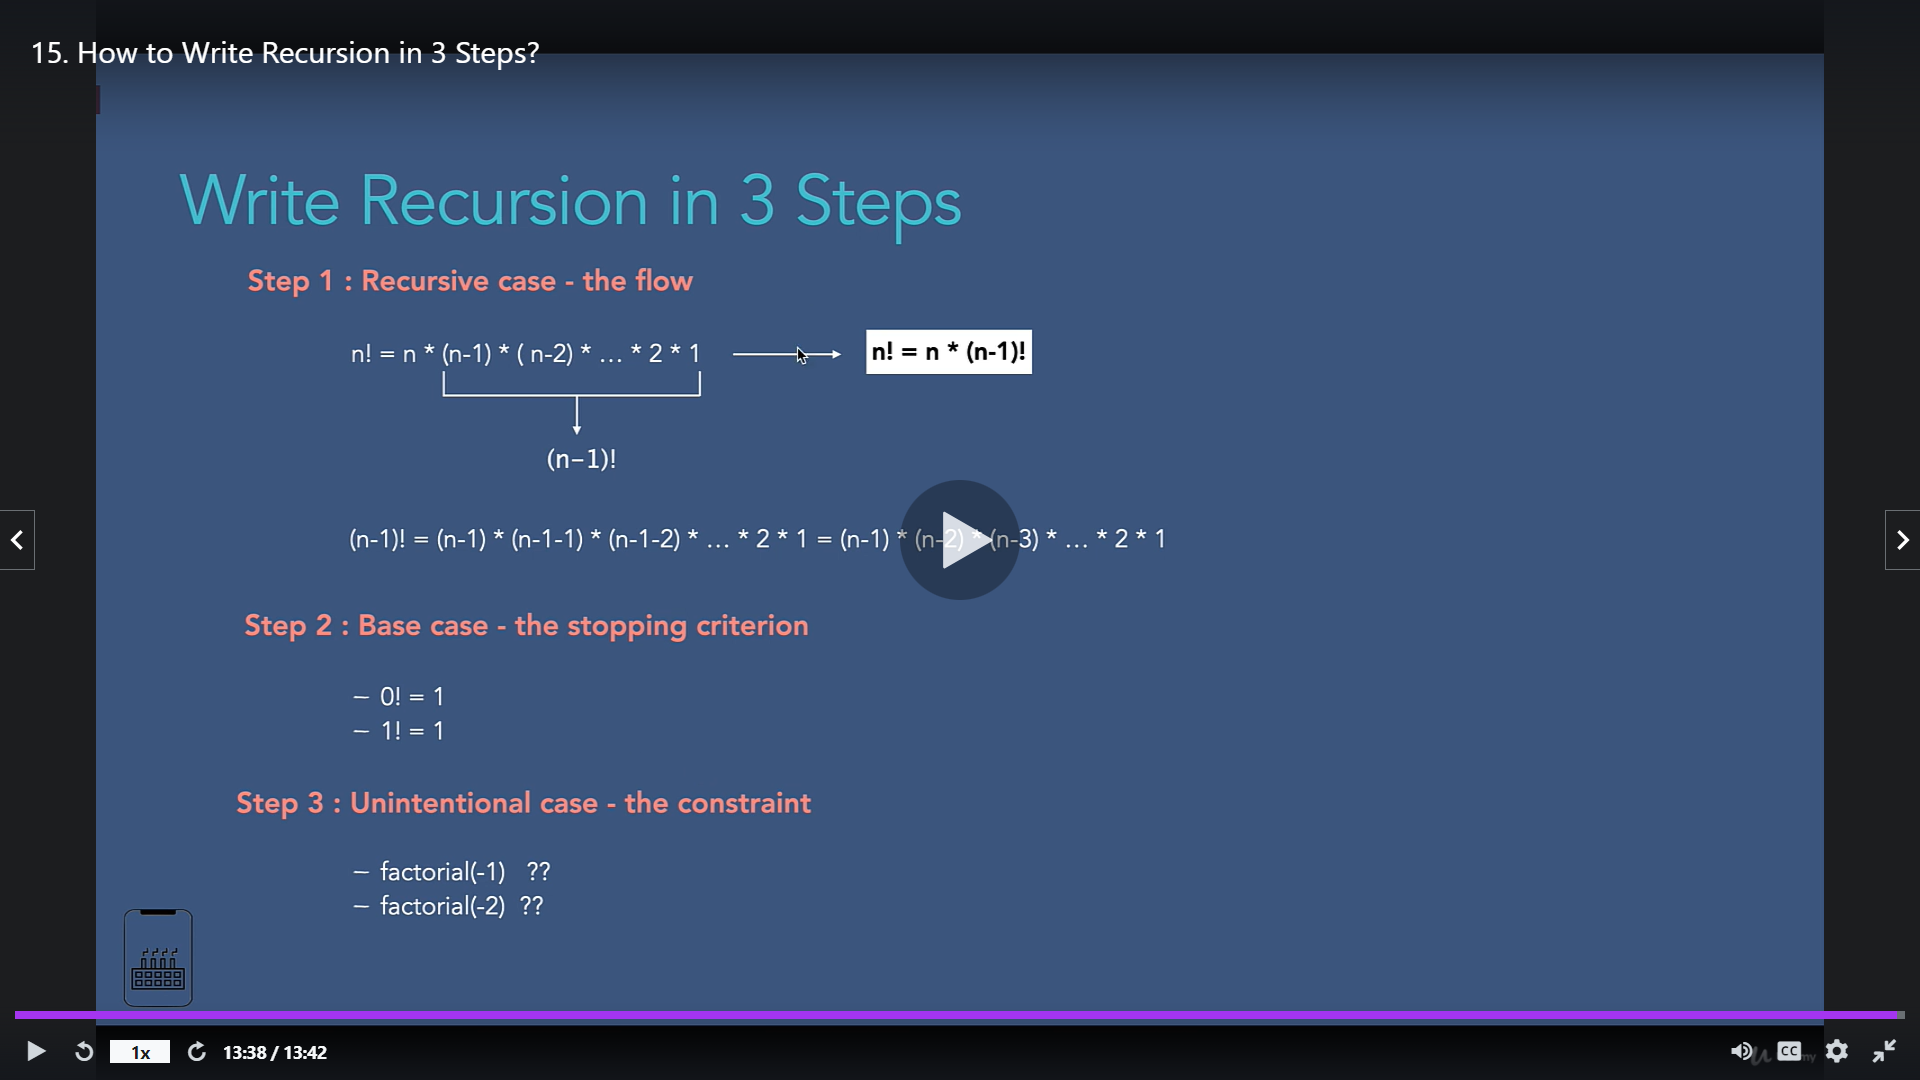 15. How to Write Recursion in 3 Steps?
Write Recursion in 3 Steps
Step 1 : Recursive case - the flow
n! = n * (n-1) * ( n-2) * ... * 2 * 1
n! = n * (n-1)!
(n-1)!
(n-1)! = (n-1) * (n-1-1) * (n-1-2) * ... * 2 * 1 = (n-1) * (n-2) * (n-3) * ... * 2 * 1
Step 2 : Base case - the stopping criterion
– 0! = 1
– 1! = 1
Step 3 : Unintentional case - the constraint
– factorial(-1) ??
– factorial(-2) ??
1x
13:38 / 13:42
CC